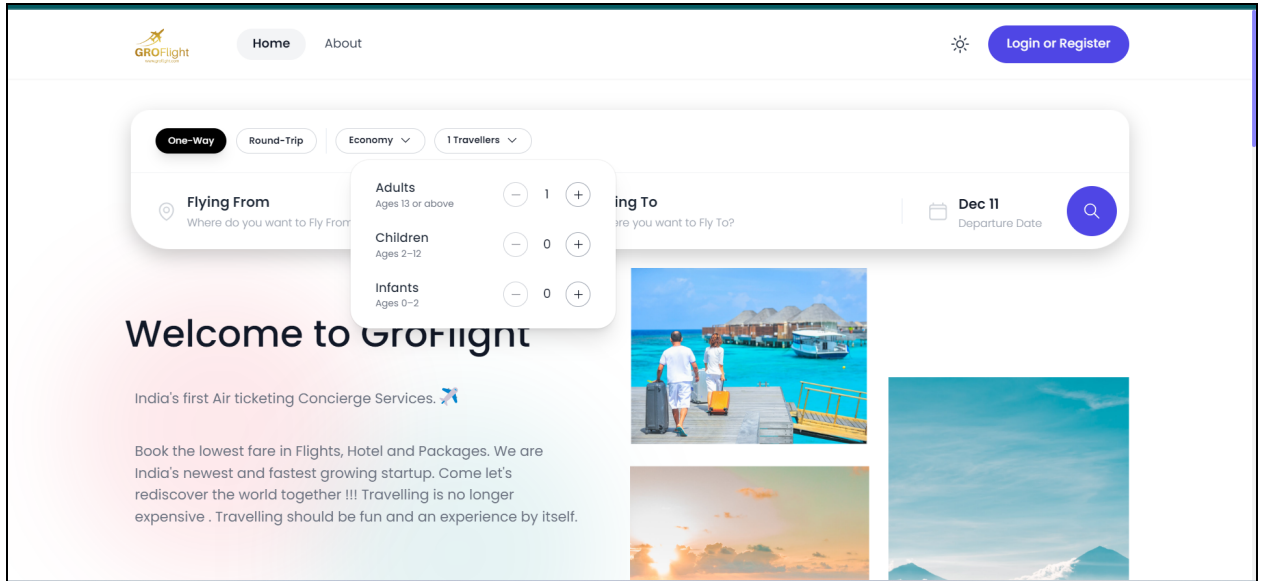 GROFlight
Home
About
Login or Register
One-Way
Round-Trip
Economy
1 Travellers
Flying From
Where do you want to Fly From
ing To
ere you want to Fly To?
Dec 11
Departure Date
Adults
Ages 13 or above
1
Children
Ages 2–12
0
Infants
Ages 0–2
0
Welcome to GroFlight
India's first Air ticketing Concierge Services.
Book the lowest fare in Flights, Hotel and Packages. We are
India's newest and fastest growing startup. Come let's
rediscover the world together !!! Travelling is no longer
expensive . Travelling should be fun and an experience by itself.